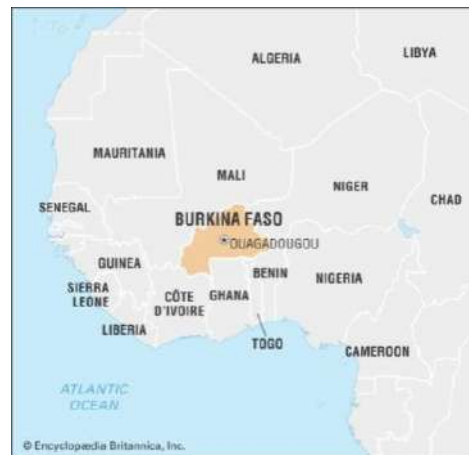 LIBYA
ALGERIA
MAURITANIA
MALI
NIGER
CHAD
SENEGAL
BURKINA FASO
OUAGADOUGOU
GUINEA
BENIN
NIGERIA
SIERRA
LEONE
CÔTE
D'IVOIRE
GHANA
LIBERIA
TOGO
CAMEROON
ATLANTIC
OCEAN
© Encyclopædia Britannica, Inc.